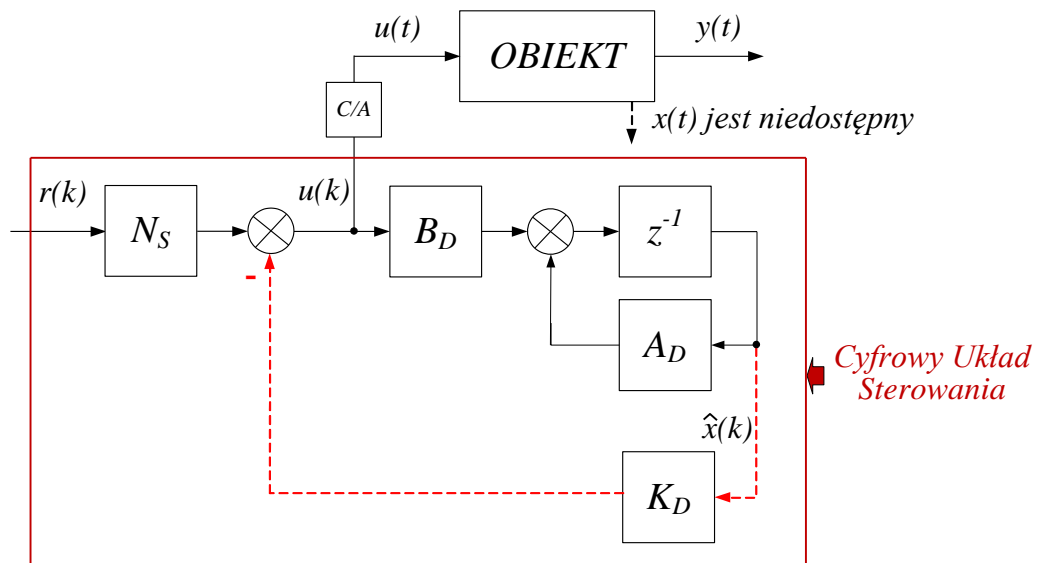 u(t)
OBIEKT
y(t)
C/A
x(t) jest niedostępny
r(k)
N_S
u(k)
B_D
z^{-1}
-
A_D
Cyfrowy Układ
Sterowania
x̂(k)
K_D